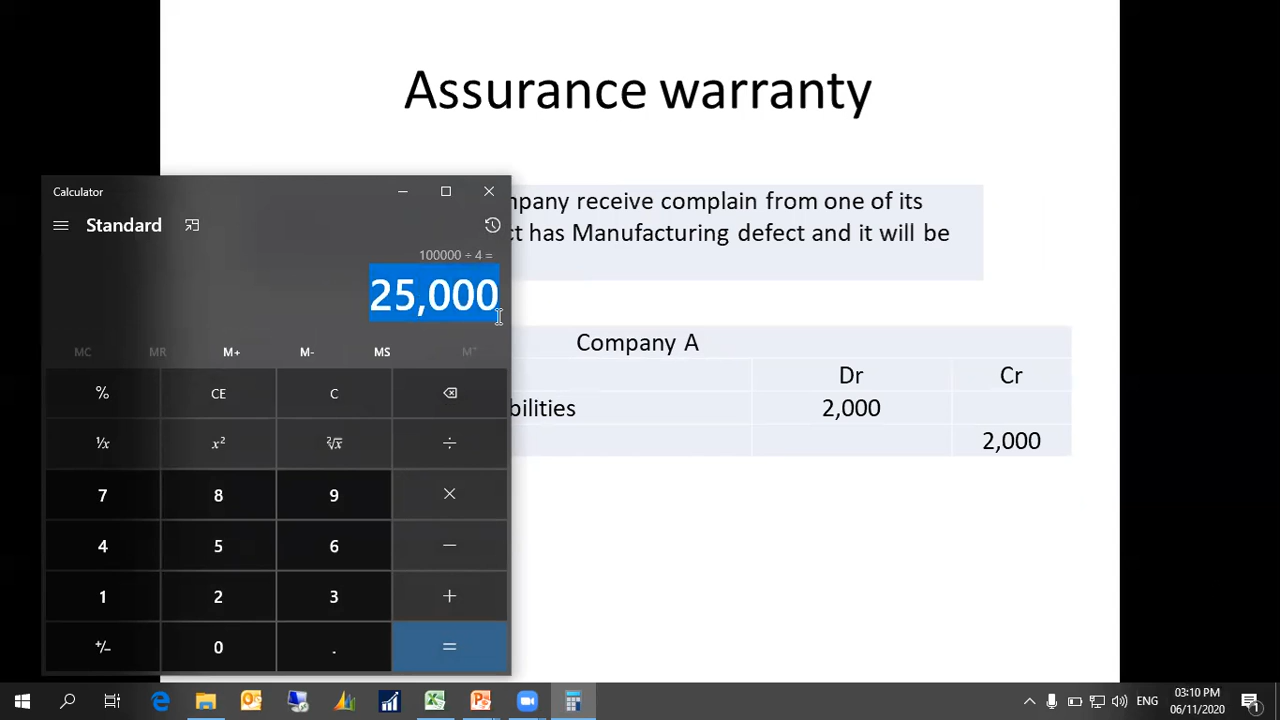 Assurance warranty
Calculator
Standard
100000 ÷ 4 =
25,000
MC MR M+ M- MS M˅
% CE C
⅟x x² ²√x ÷
7 8 9 ×
4 5 6 −
1 2 3 +
+/- 0 . =
mpany receive complain from one of its
ct has Manufacturing defect and it will be
Company A
Dr Cr
bilities 2,000
2,000
ENG
03:10 PM
06/11/2020
1